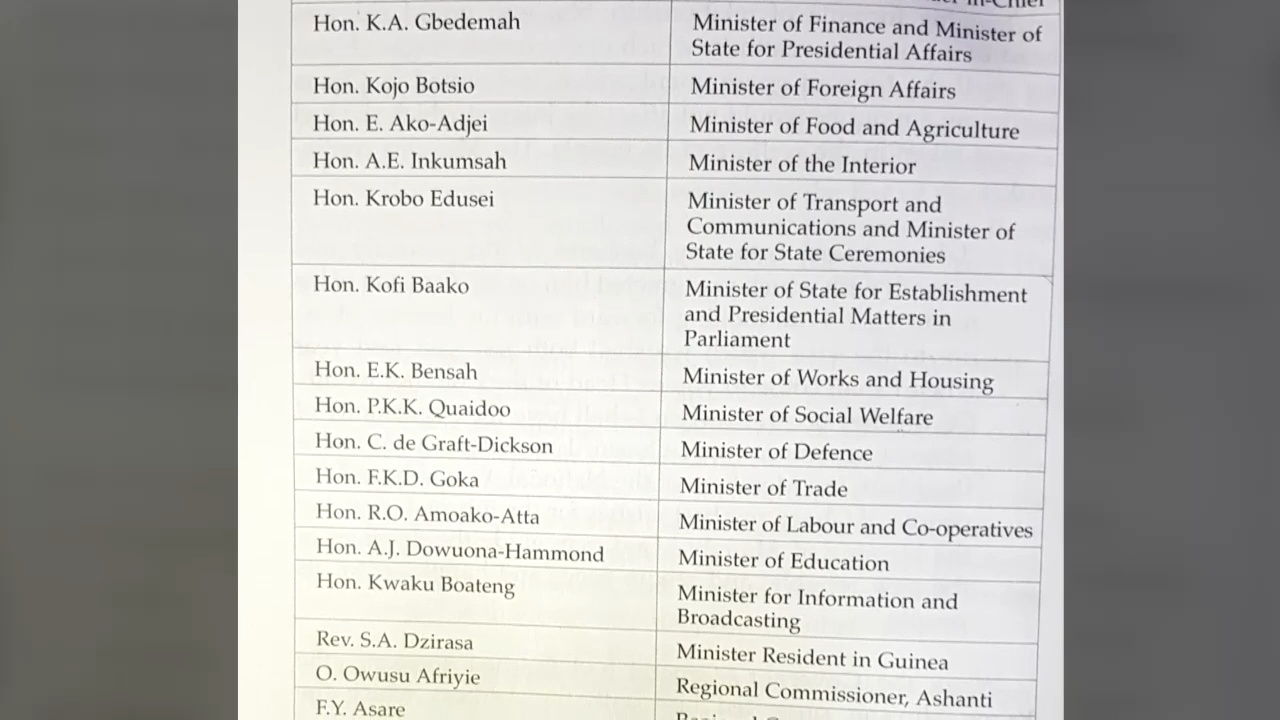 in-Chief
Hon. K.A. Gbedemah
Minister of Finance and Minister of
State for Presidential Affairs
Hon. Kojo Botsio
Minister of Foreign Affairs
Hon. E. Ako-Adjei
Minister of Food and Agriculture
Hon. A.E. Inkumsah
Minister of the Interior
Hon. Krobo Edusei
Minister of Transport and
Communications and Minister of
State for State Ceremonies
Hon. Kofi Baako
Minister of State for Establishment
and Presidential Matters in
Parliament
Hon. E.K. Bensah
Minister of Works and Housing
Hon. P.K.K. Quaidoo
Minister of Social Welfare
Hon. C. de Graft-Dickson
Minister of Defence
Hon. F.K.D. Goka
Minister of Trade
Hon. R.O. Amoako-Atta
Minister of Labour and Co-operatives
Hon. A.J. Dowuona-Hammond
Minister of Education
Hon. Kwaku Boateng
Minister for Information and
Broadcasting
Rev. S.A. Dzirasa
Minister Resident in Guinea
O. Owusu Afriyie
Regional Commissioner, Ashanti
F.Y. Asare